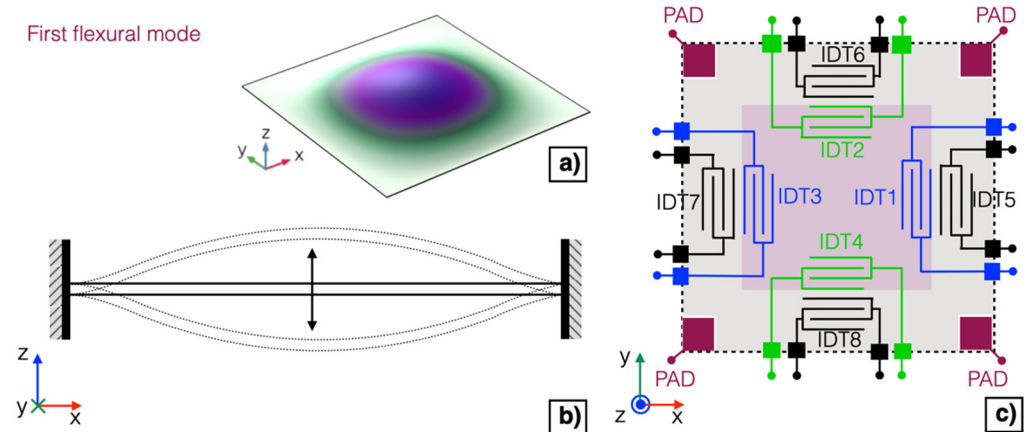 First flexural mode
z
y
x
a)
z
y
x
b)
PAD
PAD
IDT6
IDT2
IDT7
IDT3
IDT1
IDT5
IDT4
IDT8
PAD
PAD
y
z
x
c)